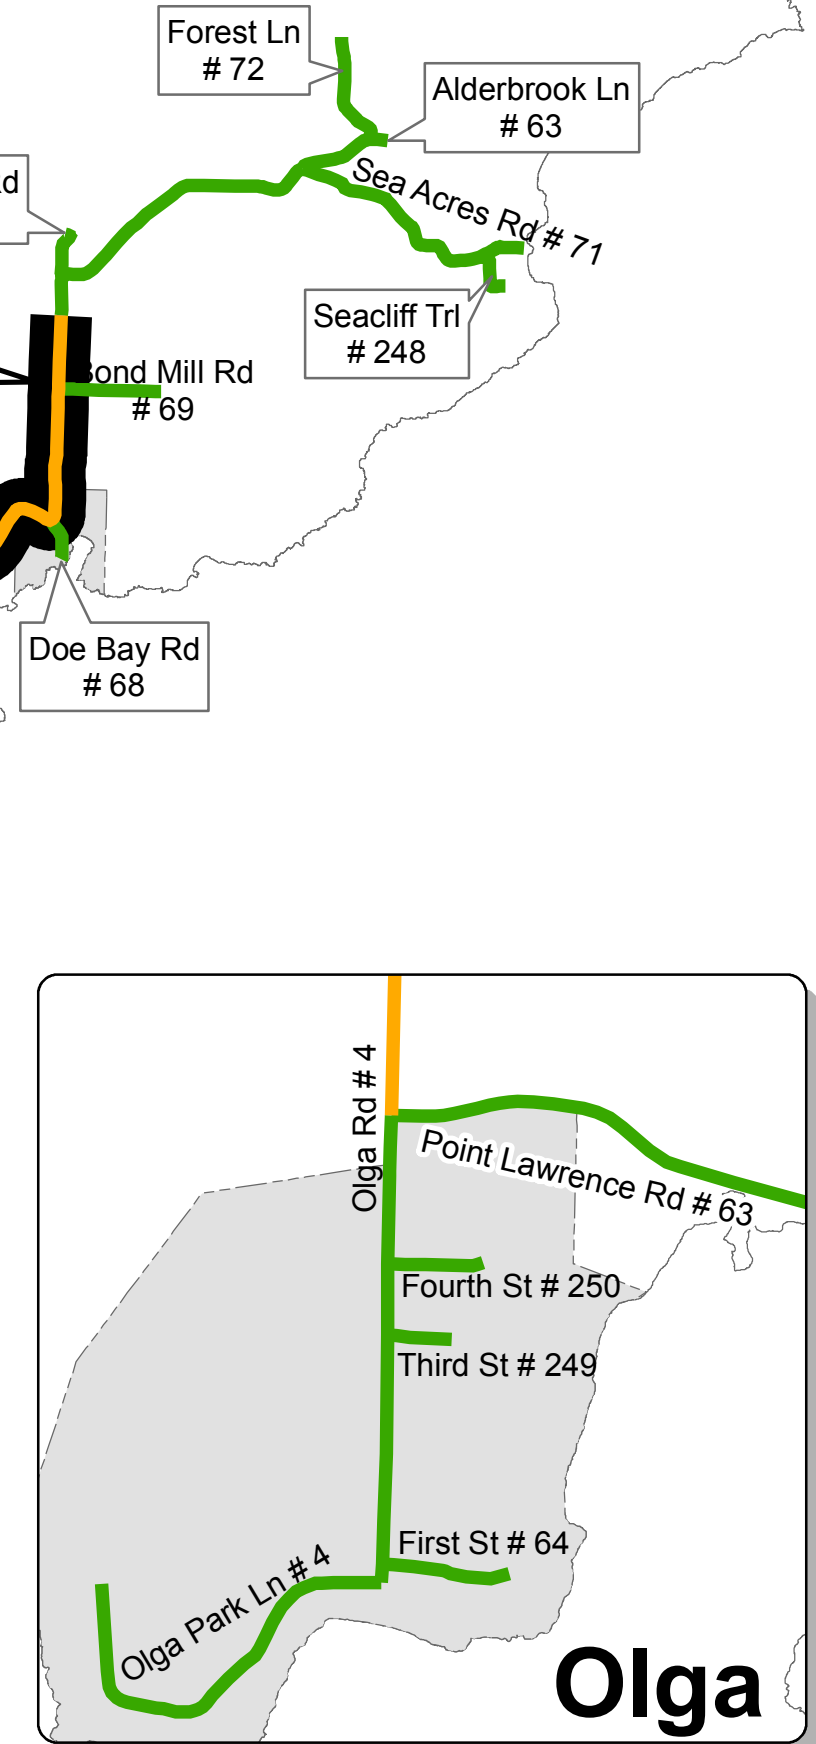 Forest Ln
# 72
Alderbrook Ln
# 63
Sea Acres Rd # 71
Seacliff Trl
# 248
Bond Mill Rd
# 69
Doe Bay Rd
# 68
Olga Rd # 4
Point Lawrence Rd # 63
Fourth St # 250
Third St # 249
First St # 64
Olga Park Ln # 4
Olga